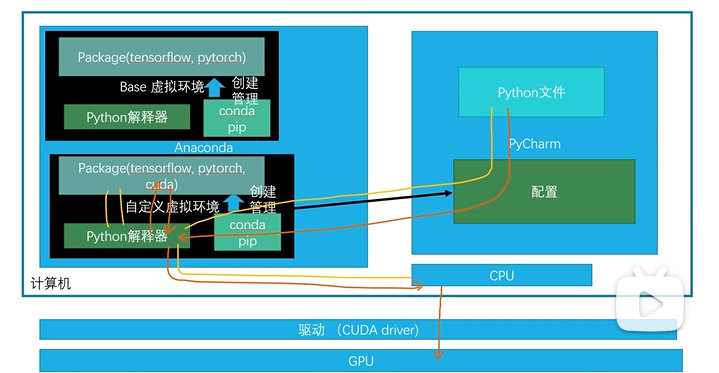 Package(tensorflow, pytorch)
Base 虚拟环境
创建
管理
Python解释器
conda
pip
Anaconda
Package(tensorflow, pytorch,
cuda)
自定义虚拟环境
创建
管理
Python解释器
conda
pip
Python文件
PyCharm
配置
CPU
计算机
驱动 （CUDA driver)
GPU